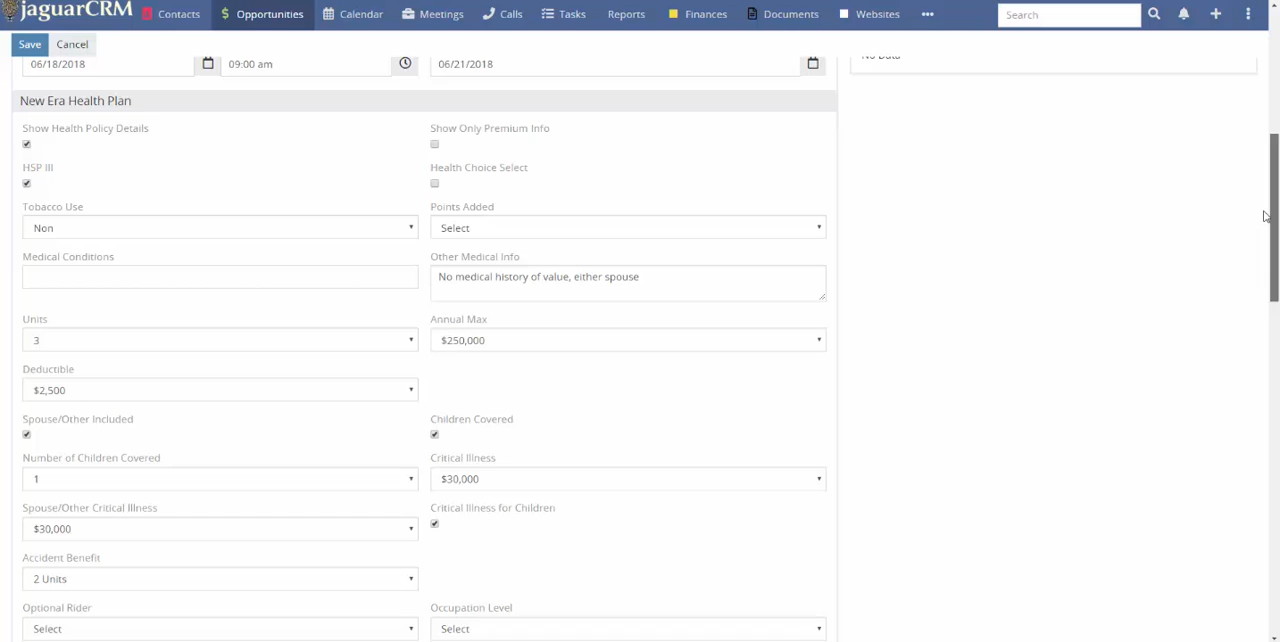 jaguarCRM Contacts $ Opportunities Calendar Meetings Calls Tasks Reports Finances Documents Websites ••• Search
Save Cancel
06/18/2018 09:00 am 06/21/2018
New Era Health Plan
Show Health Policy Details Show Only Premium Info
HSP III Health Choice Select
Tobacco Use Points Added
Non Select
Medical Conditions Other Medical Info
No medical history of value, either spouse
Units Annual Max
3 $250,000
Deductible
$2,500
Spouse/Other Included Children Covered
Number of Children Covered Critical Illness
1 $30,000
Spouse/Other Critical Illness Critical Illness for Children
$30,000
Accident Benefit
2 Units
Optional Rider Occupation Level
Select Select